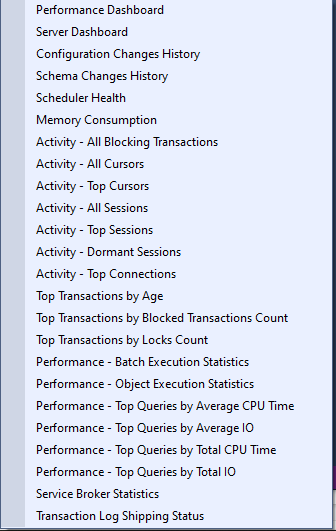 Performance Dashboard
Server Dashboard
Configuration Changes History
Schema Changes History
Scheduler Health
Memory Consumption
Activity - All Blocking Transactions
Activity - All Cursors
Activity - Top Cursors
Activity - All Sessions
Activity - Top Sessions
Activity - Dormant Sessions
Activity - Top Connections
Top Transactions by Age
Top Transactions by Blocked Transactions Count
Top Transactions by Locks Count
Performance - Batch Execution Statistics
Performance - Object Execution Statistics
Performance - Top Queries by Average CPU Time
Performance - Top Queries by Average IO
Performance - Top Queries by Total CPU Time
Performance - Top Queries by Total IO
Service Broker Statistics
Transaction Log Shipping Status